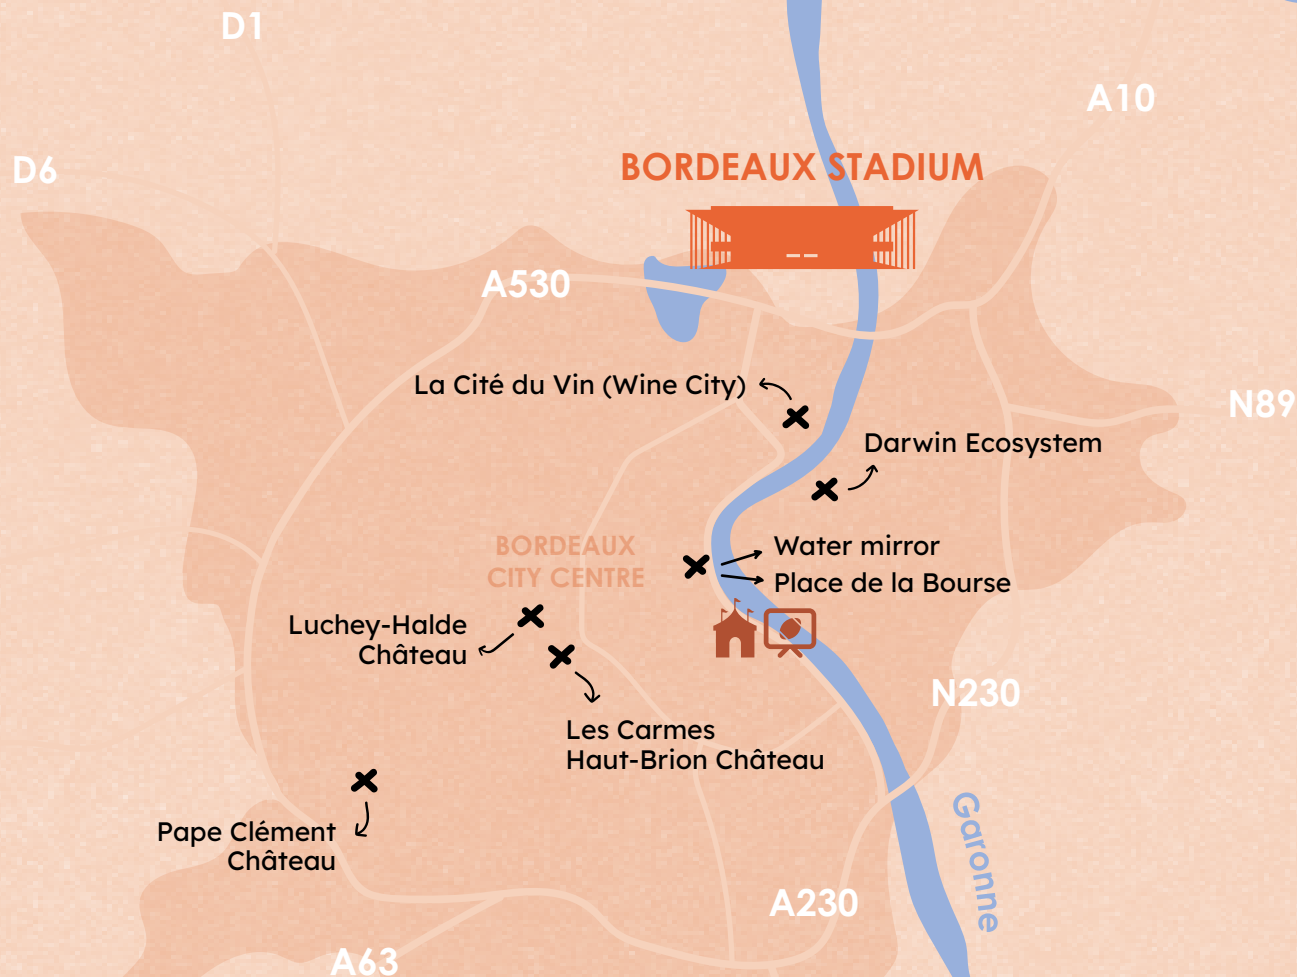 D1
A10
BORDEAUX STADIUM
D6
A530
La Cité du Vin (Wine City)
N89
Darwin Ecosystem
BORDEAUX
CITY CENTRE
Water mirror
Place de la Bourse
Luchey-Halde
Château
Les Carmes
Haut-Brion Château
N230
Pape Clément
Château
Garonne
A230
A63